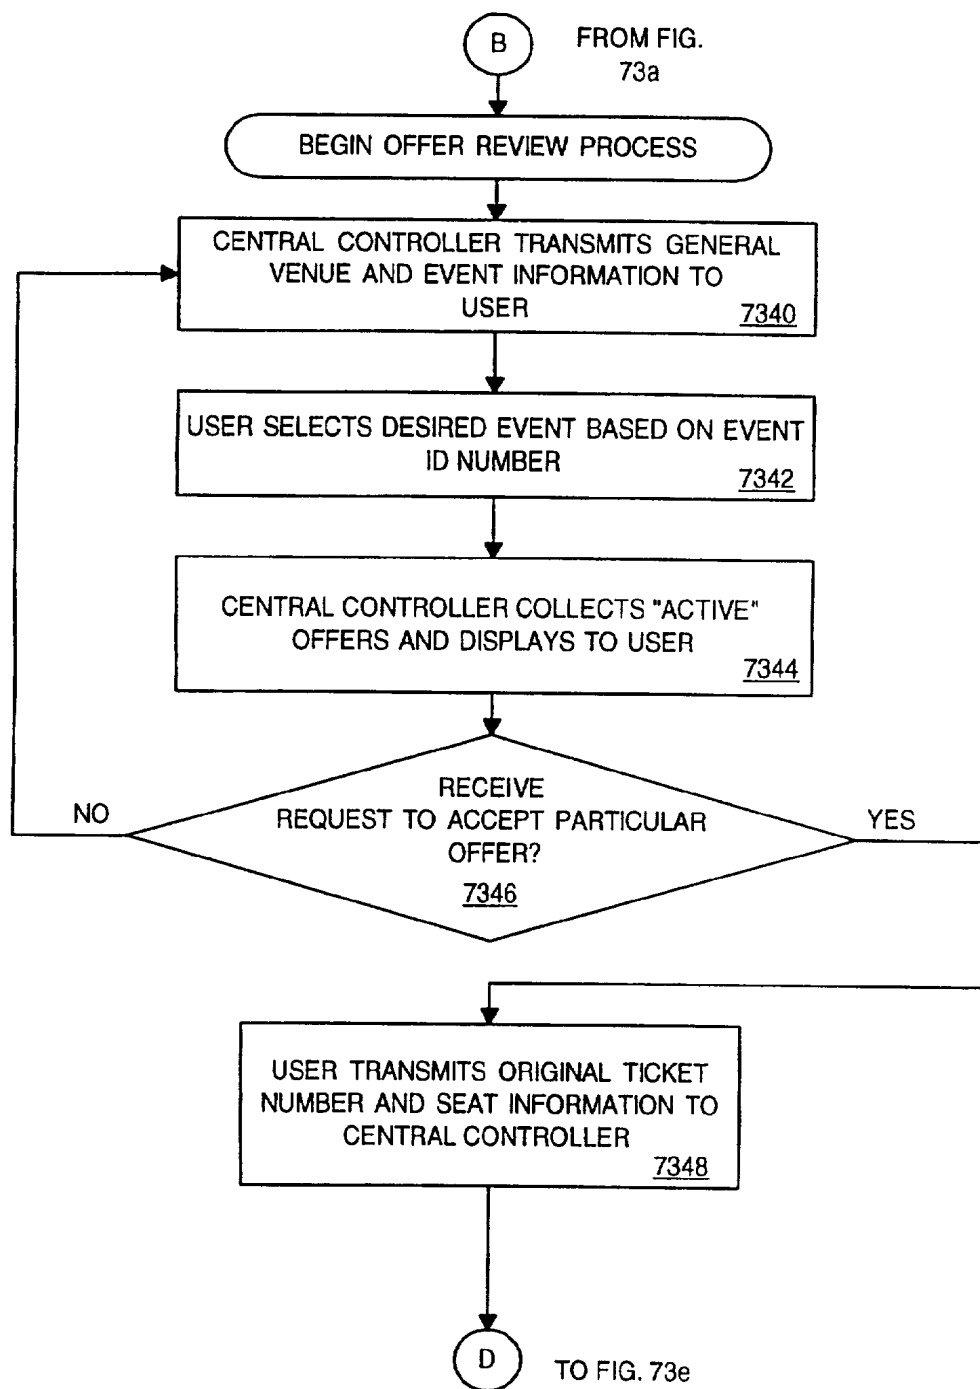 B
FROM FIG.
73a
BEGIN OFFER REVIEW PROCESS
CENTRAL CONTROLLER TRANSMITS GENERAL
VENUE AND EVENT INFORMATION TO
USER
7340
USER SELECTS DESIRED EVENT BASED ON EVENT
ID NUMBER
7342
CENTRAL CONTROLLER COLLECTS "ACTIVE"
OFFERS AND DISPLAYS TO USER
7344
RECEIVE
REQUEST TO ACCEPT PARTICULAR
OFFER?
7346
NO
YES
USER TRANSMITS ORIGINAL TICKET
NUMBER AND SEAT INFORMATION TO
CENTRAL CONTROLLER
7348
D
TO FIG. 73e